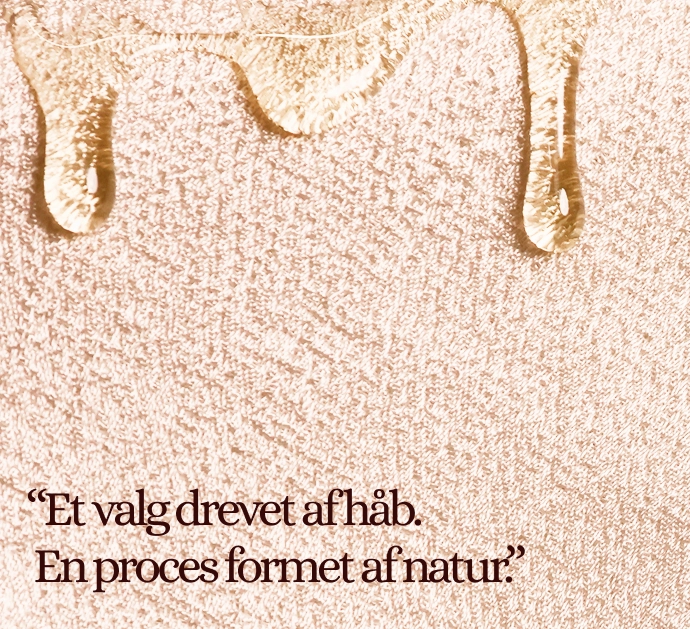 “Et valg drevet af håb.
En proces formet af natur.”